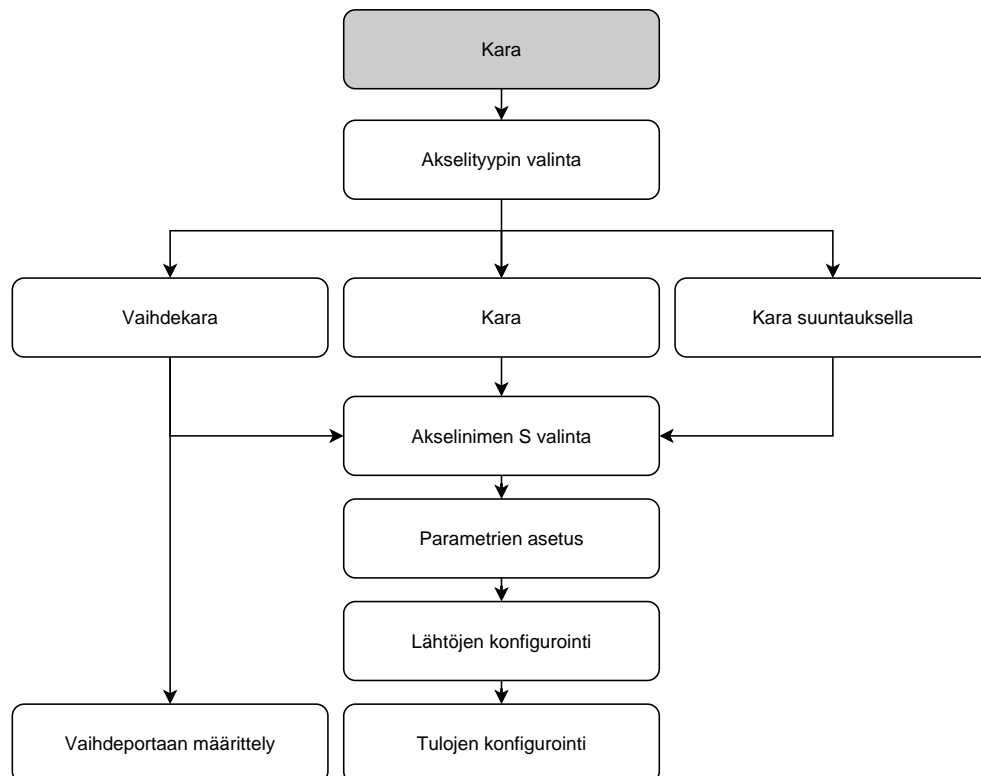 Kara
Akselityypin valinta
Vaihdekara
Kara
Kara suuntauksella
Akselinimen S valinta
Parametrien asetus
Lähtöjen konfigurointi
Vaihdeportaan määrittely
Tulojen konfigurointi